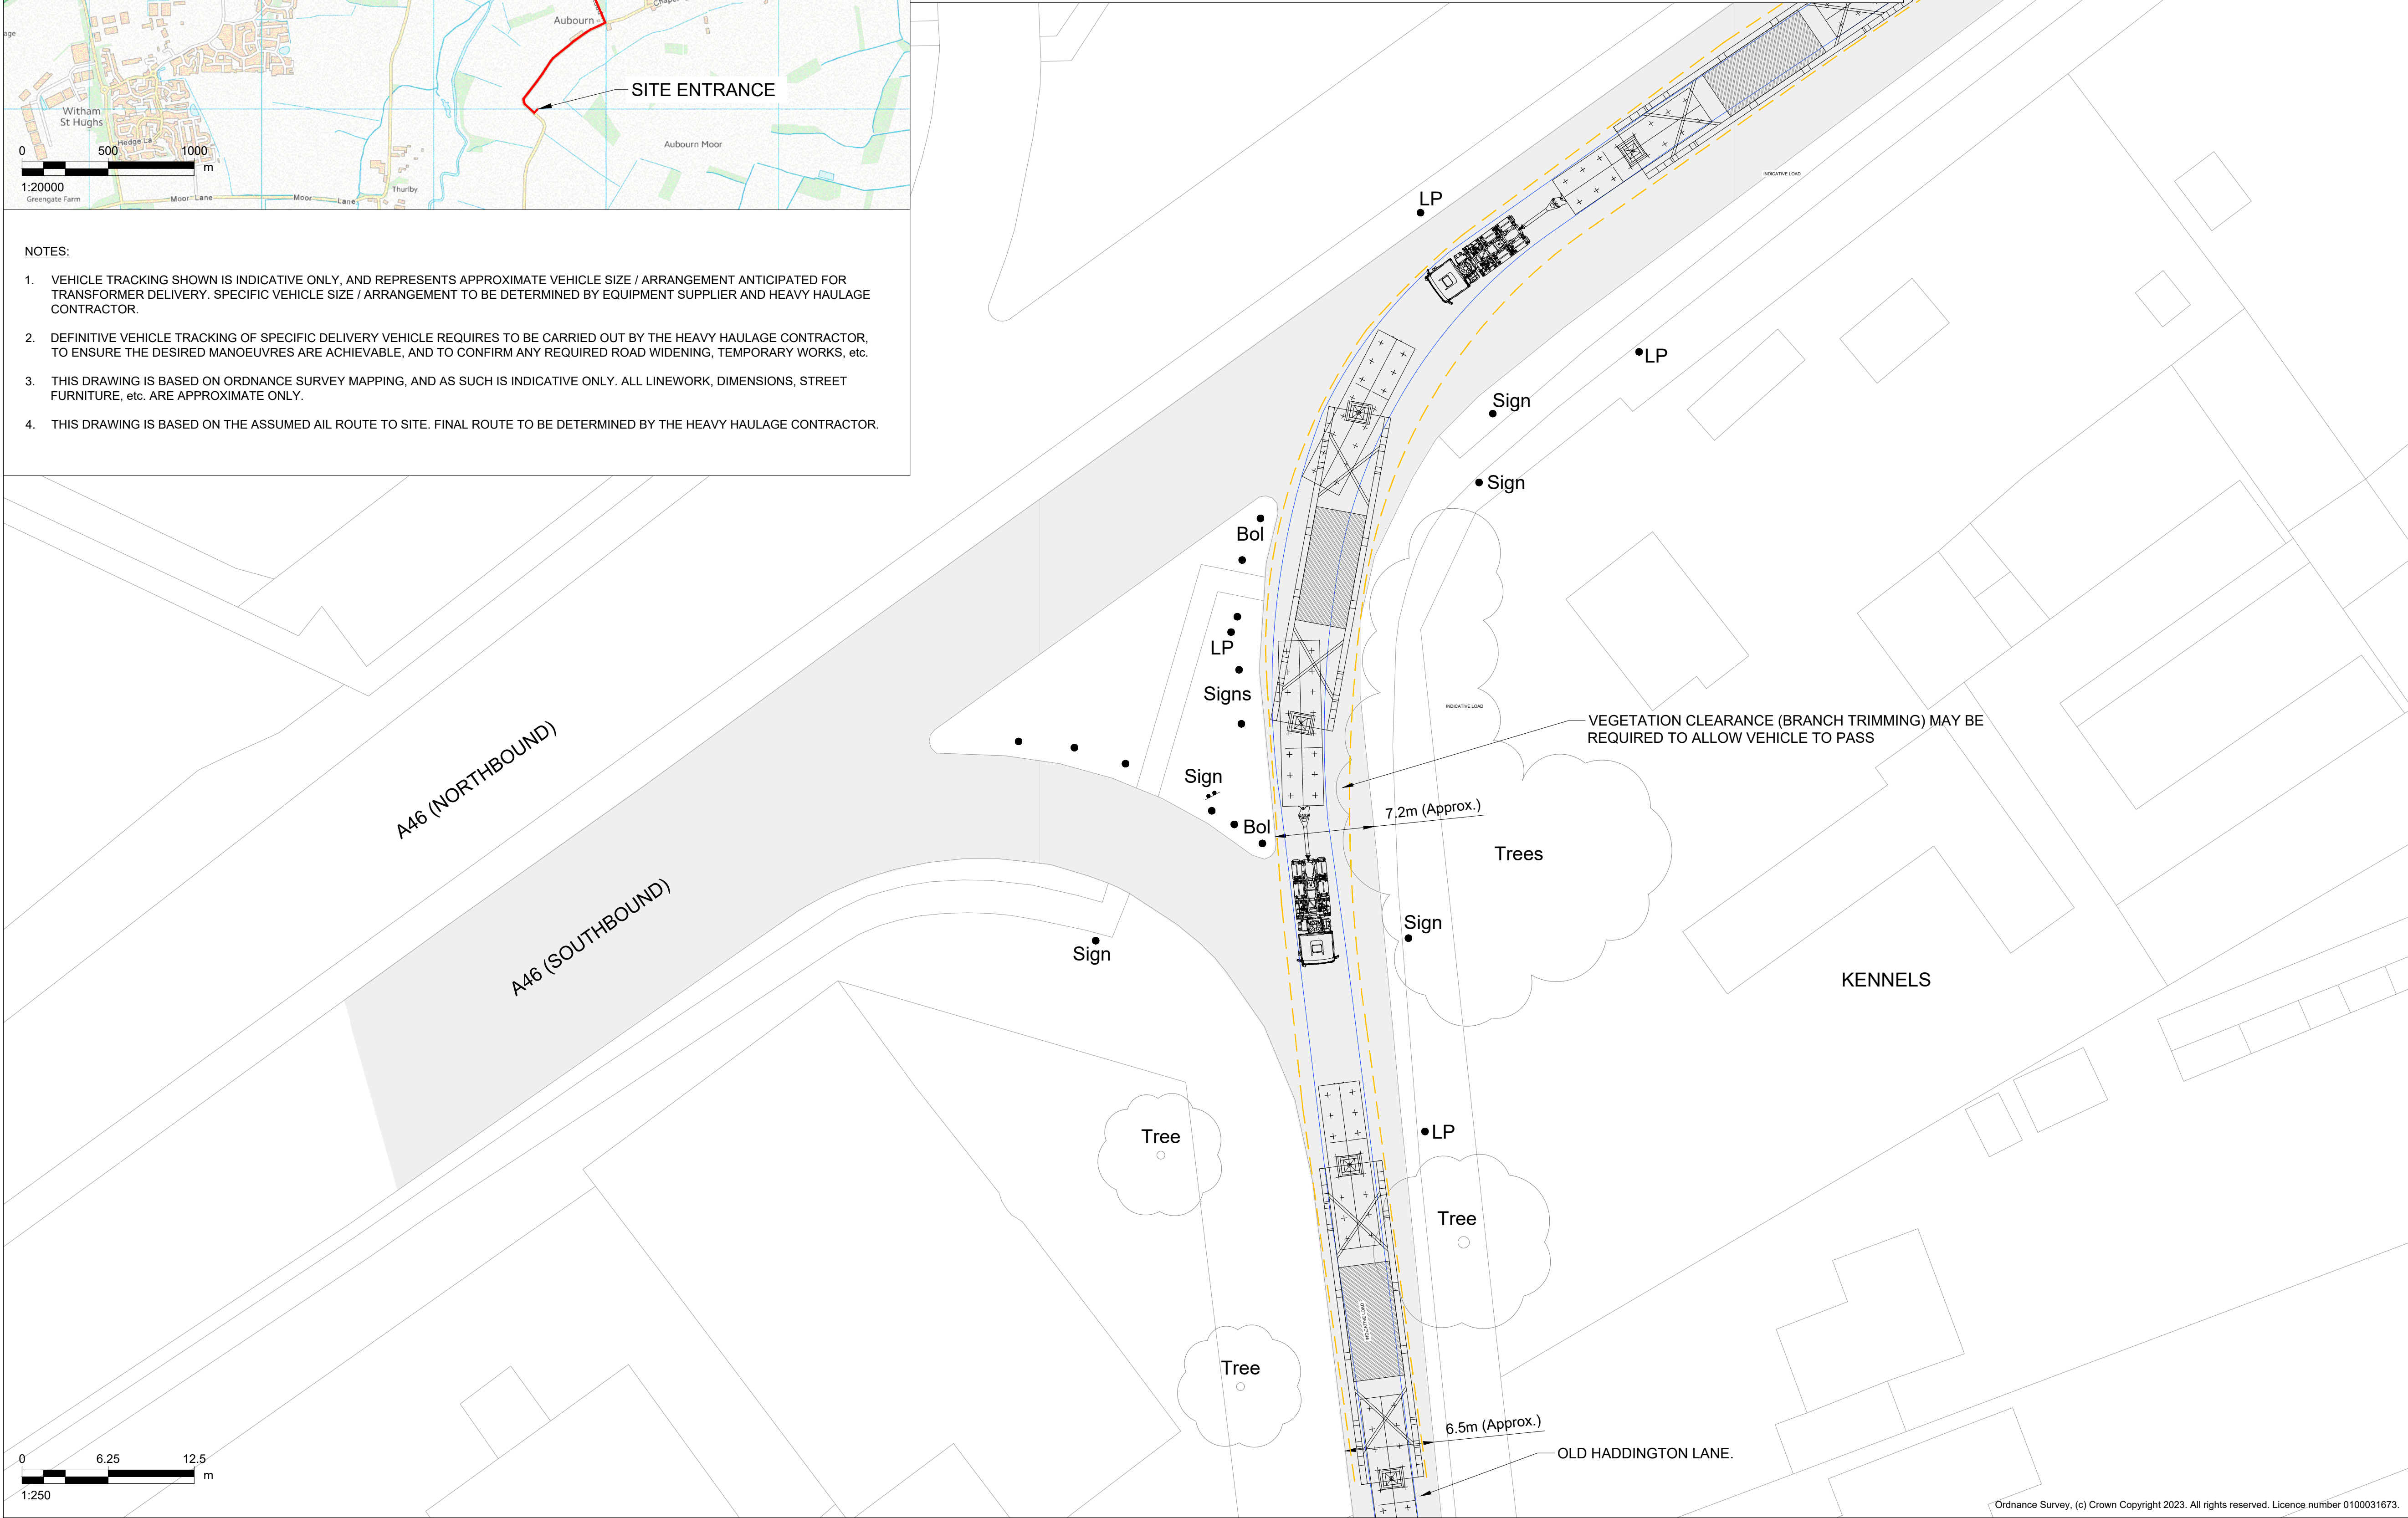 Aubourn
SITE ENTRANCE
Witham
St Hughs
Hedge La
Aubourn Moor
0 500 1000
m
1:20000
Greengate Farm
Moor Lane
Moor Lane
Thurlby
NOTES:
1. VEHICLE TRACKING SHOWN IS INDICATIVE ONLY, AND REPRESENTS APPROXIMATE VEHICLE SIZE / ARRANGEMENT ANTICIPATED FOR
TRANSFORMER DELIVERY. SPECIFIC VEHICLE SIZE / ARRANGEMENT TO BE DETERMINED BY EQUIPMENT SUPPLIER AND HEAVY HAULAGE
CONTRACTOR.
2. DEFINITIVE VEHICLE TRACKING OF SPECIFIC DELIVERY VEHICLE REQUIRES TO BE CARRIED OUT BY THE HEAVY HAULAGE CONTRACTOR,
TO ENSURE THE DESIRED MANOEUVRES ARE ACHIEVABLE, AND TO CONFIRM ANY REQUIRED ROAD WIDENING, TEMPORARY WORKS, etc.
3. THIS DRAWING IS BASED ON ORDNANCE SURVEY MAPPING, AND AS SUCH IS INDICATIVE ONLY. ALL LINEWORK, DIMENSIONS, STREET
FURNITURE, etc. ARE APPROXIMATE ONLY.
4. THIS DRAWING IS BASED ON THE ASSUMED AIL ROUTE TO SITE. FINAL ROUTE TO BE DETERMINED BY THE HEAVY HAULAGE CONTRACTOR.
INDICATIVE LOAD
LP
LP
Sign
Sign
Bol
LP
Signs
INDICATIVE LOAD
VEGETATION CLEARANCE (BRANCH TRIMMING) MAY BE
REQUIRED TO ALLOW VEHICLE TO PASS
Sign
A46 (NORTHBOUND)
7.2m (Approx.)
Bol
Trees
A46 (SOUTHBOUND)
Sign
Sign
KENNELS
Tree
LP
Tree
INDICATIVE LOAD
Tree
6.5m (Approx.)
OLD HADDINGTON LANE.
0 6.25 12.5
m
1:250
Ordnance Survey, (c) Crown Copyright 2023. All rights reserved. Licence number 0100031673.